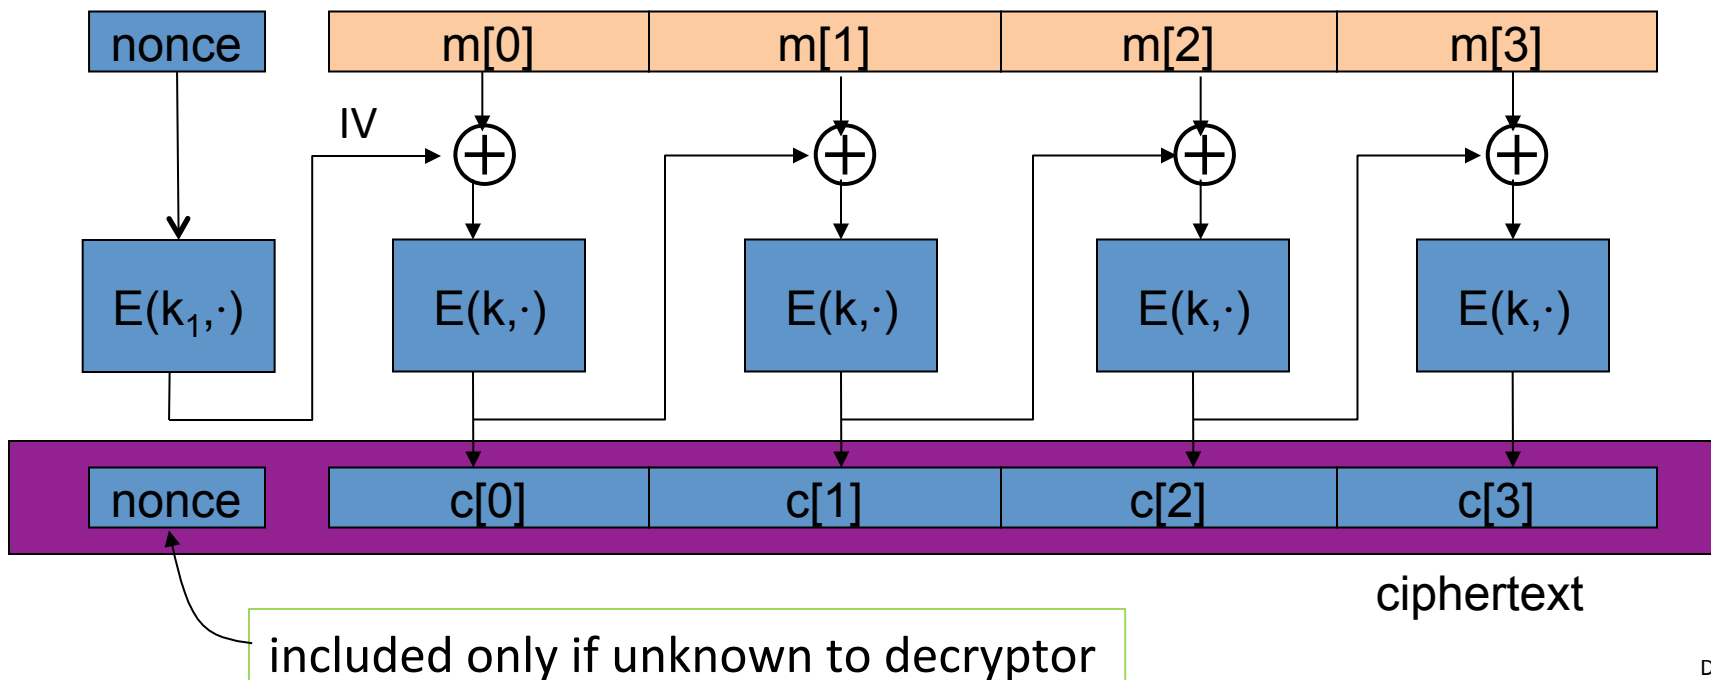 nonce m[0] m[1] m[2] m[3]
IV
E(k₁,·) E(k,·) E(k,·) E(k,·) E(k,·)
nonce c[0] c[1] c[2] c[3]
ciphertext
included only if unknown to decryptor
D